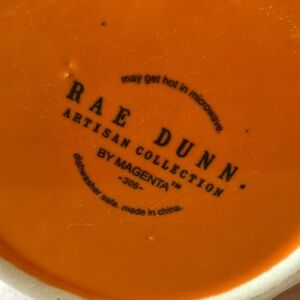 may get hot in microwave.
RAE DUNN.
ARTISAN COLLECTION
BY MAGENTA™
-306-
dishwasher safe. made in china.